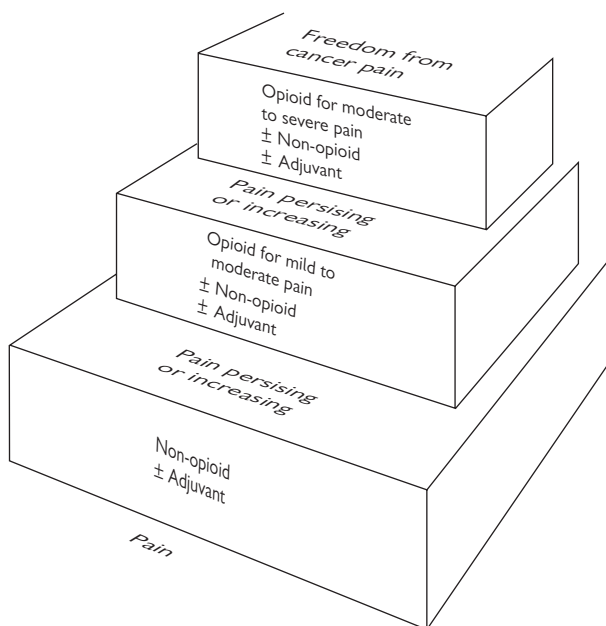 Freedom from
cancer pain
Opioid for moderate
to severe pain
± Non-opioid
± Adjuvant
Pain persising
or increasing
Opioid for mild to
moderate pain
± Non-opioid
± Adjuvant
Pain persising
or increasing
Non-opioid
± Adjuvant
Pain